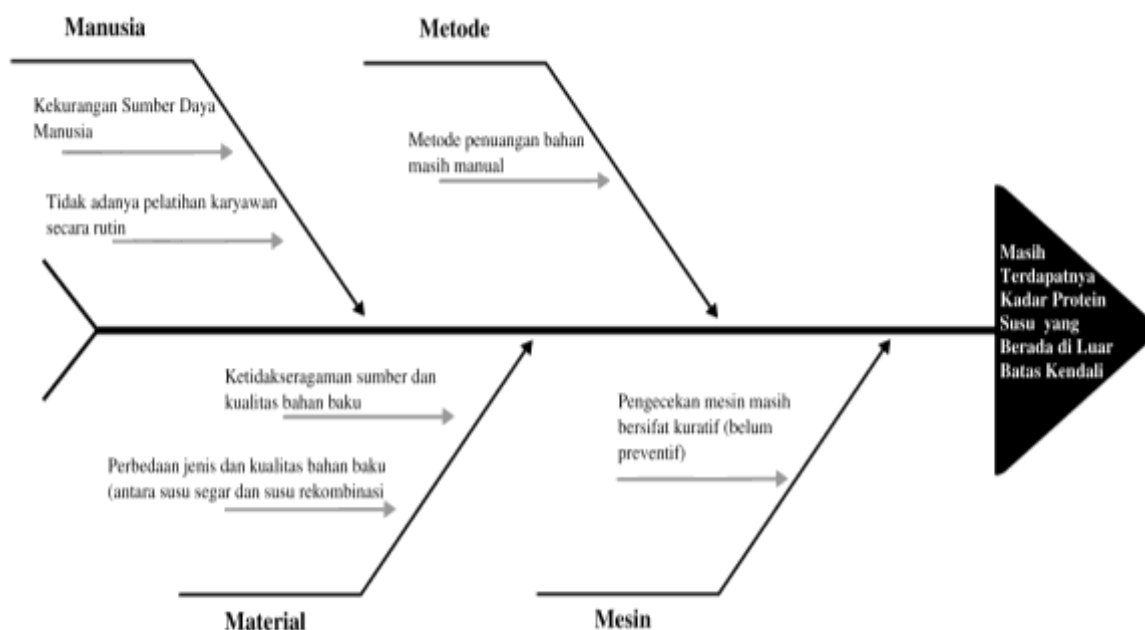 Manusia
Metode
Kekurangan Sumber Daya
Manusia
Tidak adanya pelatihan karyawan
secara rutin
Metode penuangan bahan
masih manual
Masih
Terdapatnya
Kadar Protein
Susu yang
Berada di Luar
Batas Kendali
Ketidakseragaman sumber dan
kualitas bahan baku
Perbedaan jenis dan kualitas bahan baku
(antara susu segar dan susu rekombinasi
Pengecekan mesin masih
bersifat kuratif (belum
preventif)
Material
Mesin